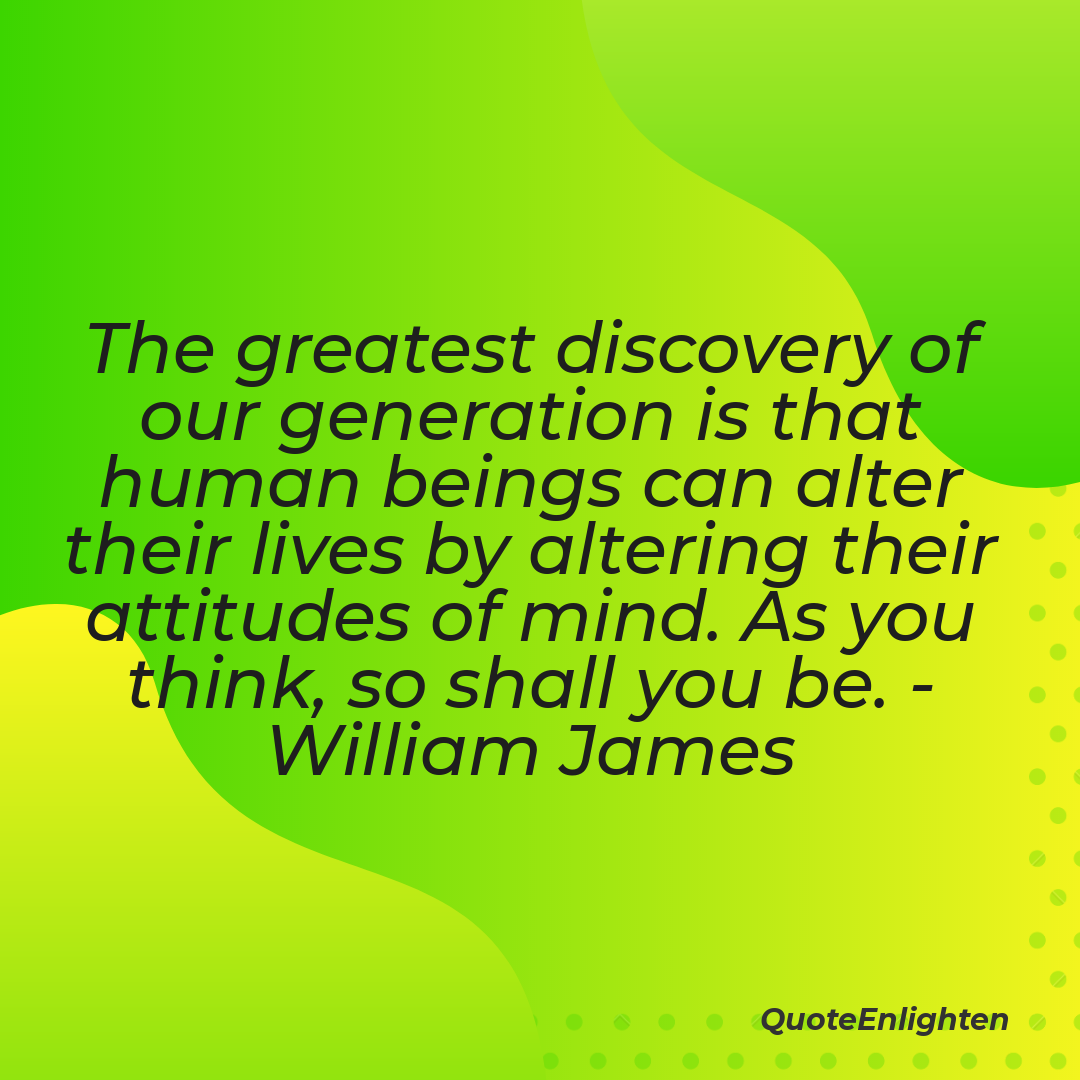 The greatest discovery of
our generation is that
human beings can alter
their lives by altering their
attitudes of mind. As you
think, so shall you be. -
William James
QuoteEnlighten